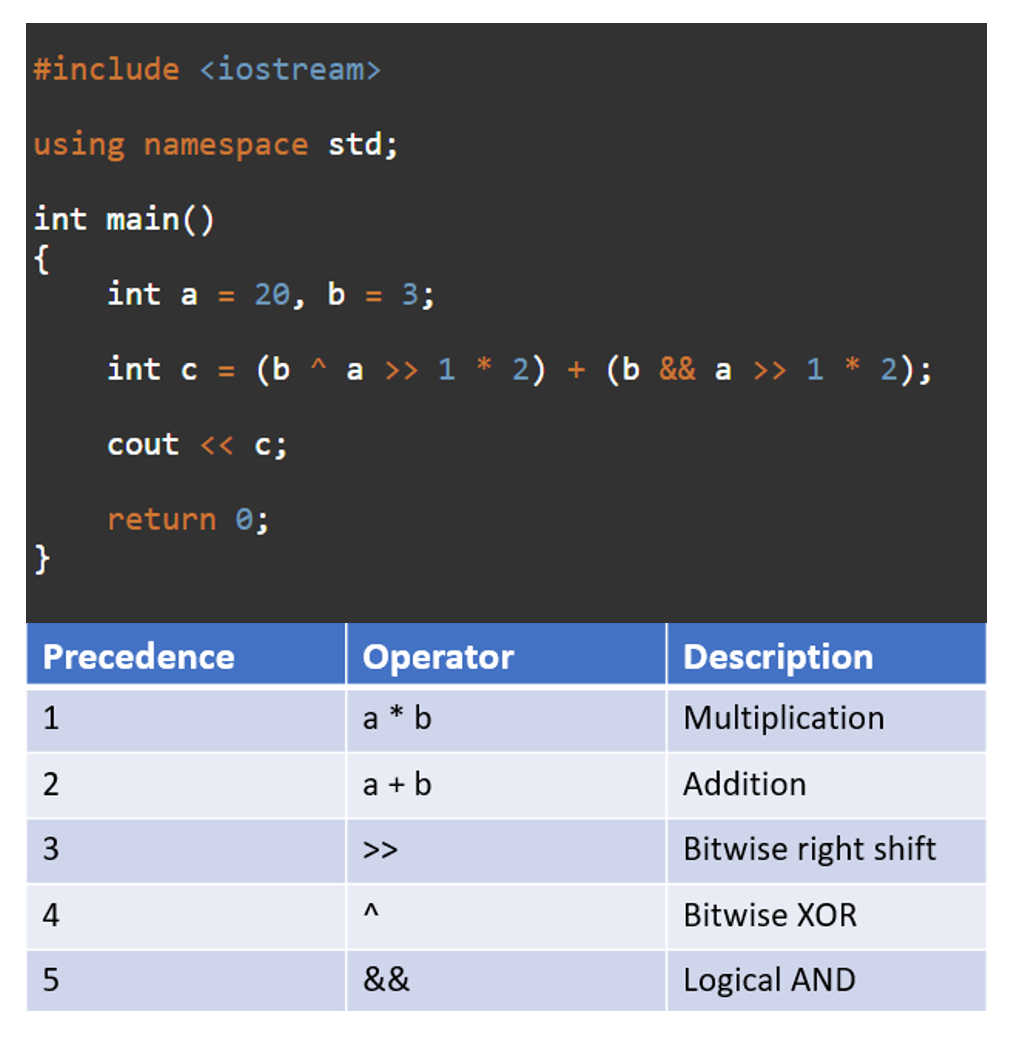 #include <iostream>
using namespace std;
int main()
{
    int a = 20, b = 3;
    int c = (b ^ a >> 1 * 2) + (b && a >> 1 * 2);
    cout << c;
    return 0;
}
Precedence Operator Description
1 a * b Multiplication
2 a + b Addition
3 >> Bitwise right shift
4 ^ Bitwise XOR
5 && Logical AND